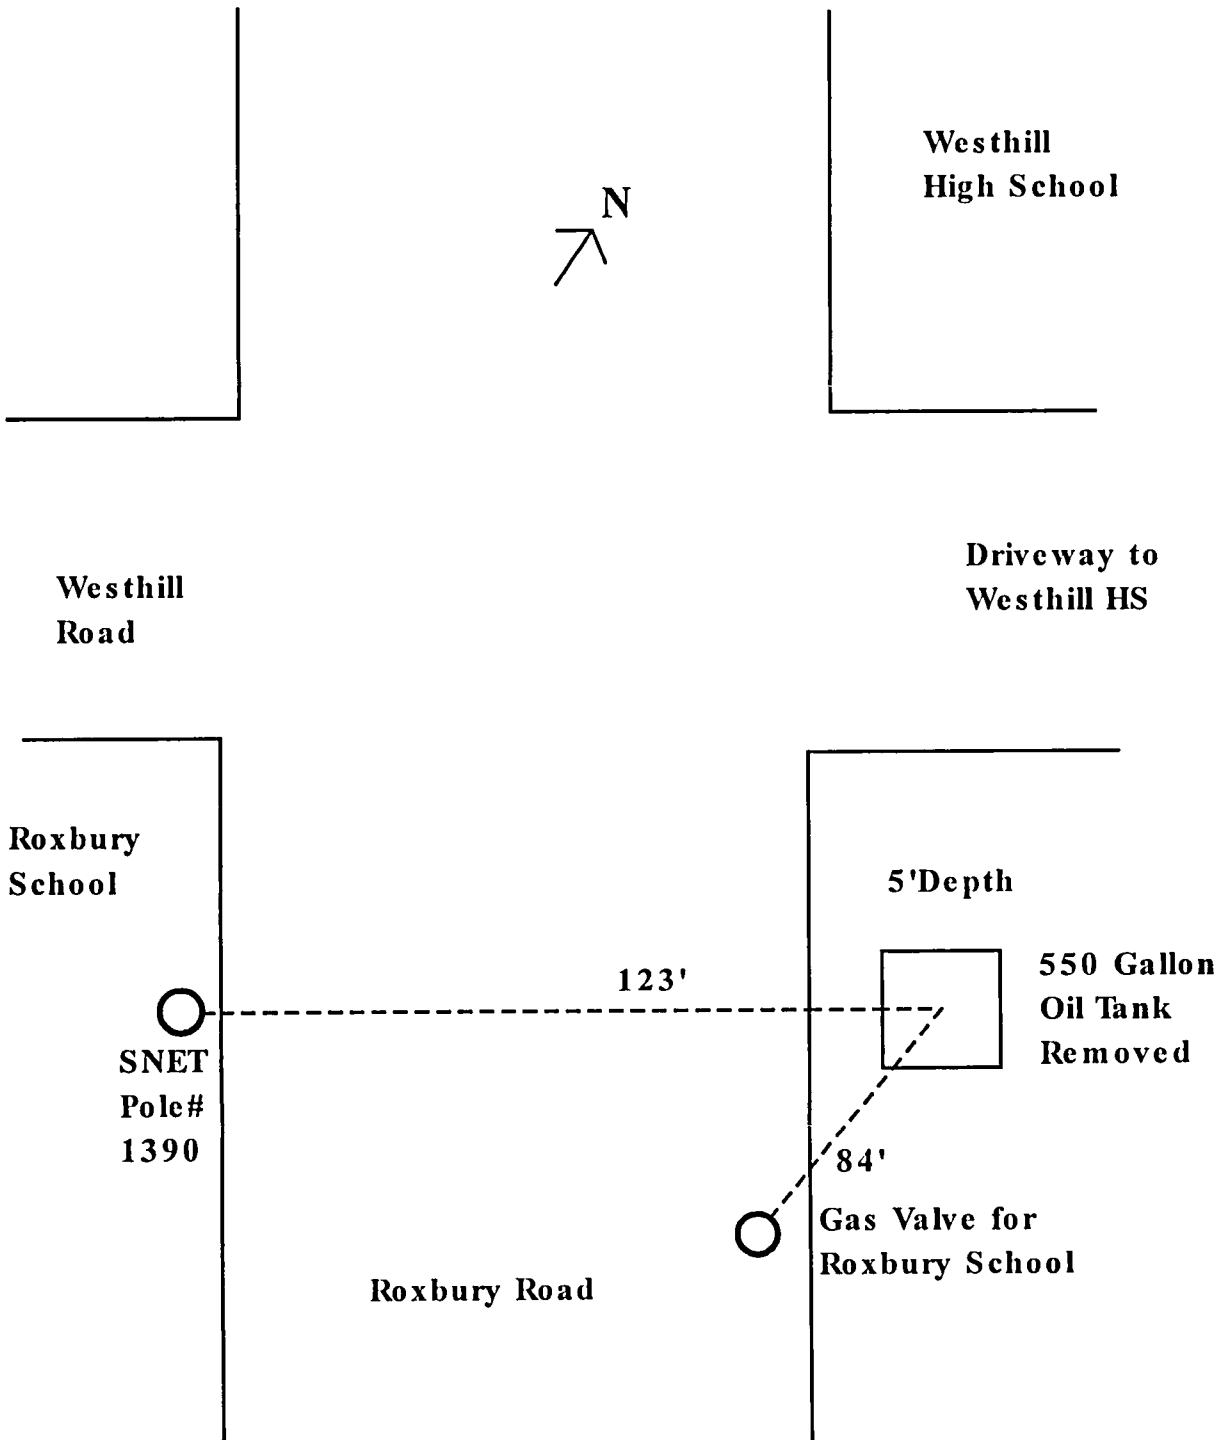 Westhill
High School
N
Driveway to
Westhill HS
Westhill
Road
Roxbury
School
5'Depth
550 Gallon
Oil Tank
Removed
123'
SNET
Pole#
1390
84'
Gas Valve for
Roxbury School
Roxbury Road